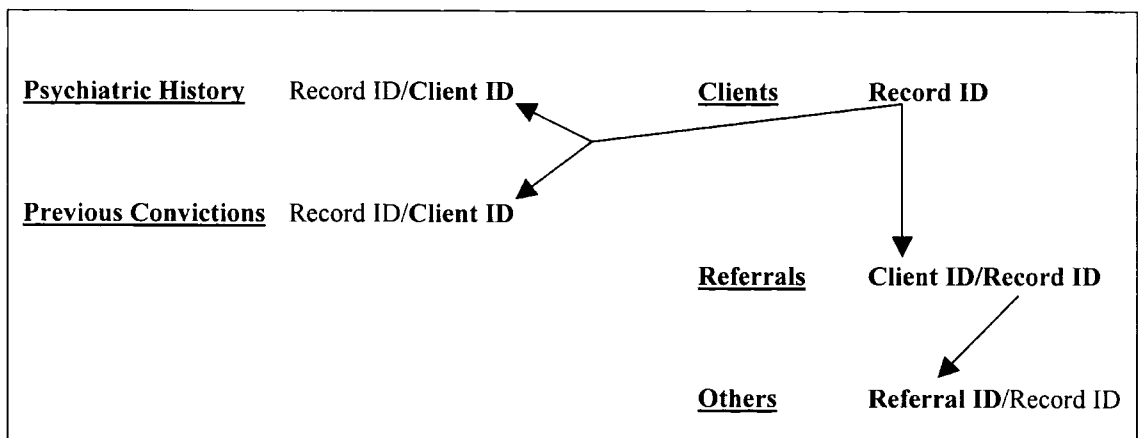 Psychiatric History Record ID/Client ID Clients Record ID
Previous Convictions Record ID/Client ID
Referrals Client ID/Record ID
Others Referral ID/Record ID